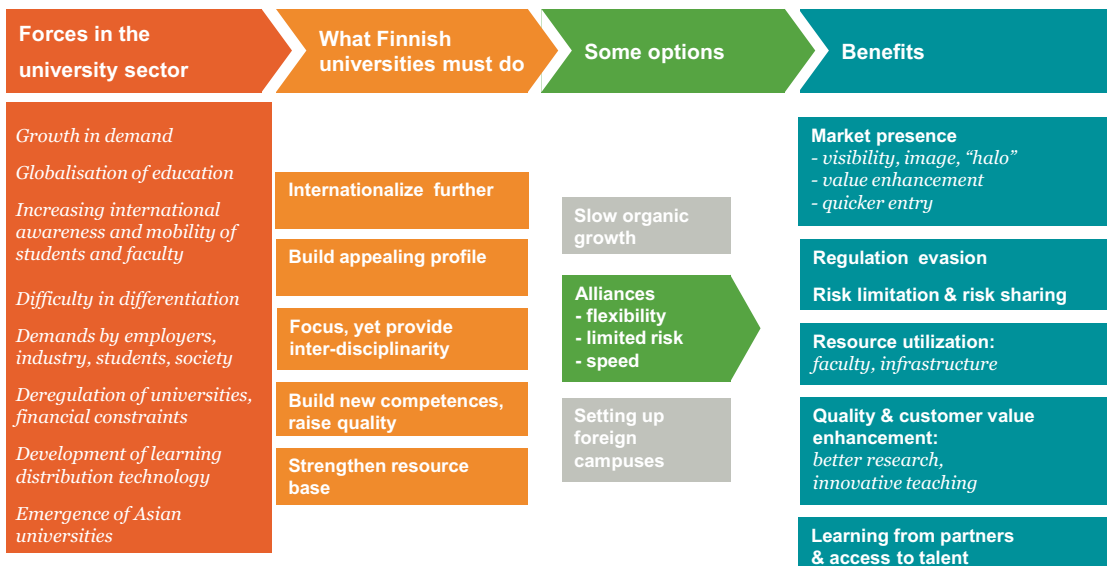 Forces in the
university sector
What Finnish
universities must do
Some options
Benefits
Growth in demand
Globalisation of education
Increasing international
awareness and mobility of
students and faculty
Difficulty in differentiation
Demands by employers,
industry, students, society
Deregulation of universities,
financial constraints
Development of learning
distribution technology
Emergence of Asian
universities
Internationalize further
Build appealing profile
Focus, yet provide
inter-disciplinarity
Build new competences,
raise quality
Strengthen resource
base
Slow organic
growth
Alliances
- flexibility
- limited risk
- speed
Setting up
foreign
campuses
Market presence
- visibility, image, “halo”
- value enhancement
- quicker entry
Regulation evasion
Risk limitation & risk sharing
Resource utilization:
faculty, infrastructure
Quality & customer value
enhancement:
better research,
innovative teaching
Learning from partners
& access to talent